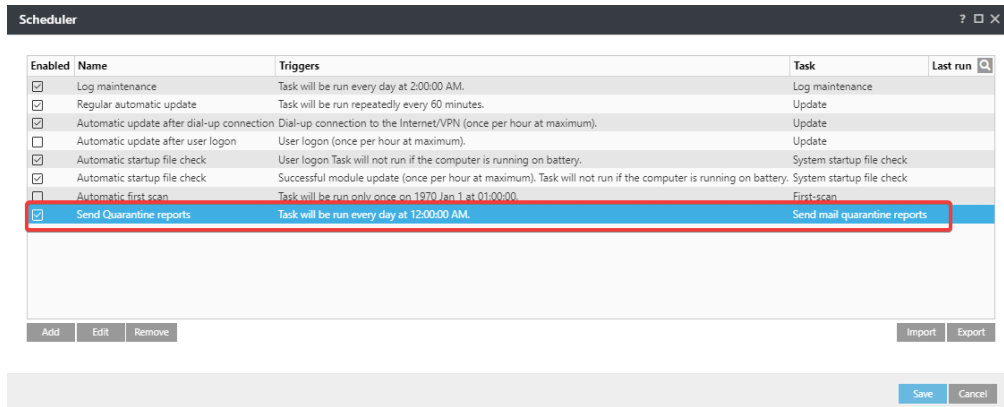 Scheduler ?
Enabled Name Triggers Task Last run
Log maintenance Task will be run every day at 2:00:00 AM. Log maintenance
Regular automatic update Task will be run repeatedly every 60 minutes. Update
Automatic update after dial-up connection Dial-up connection to the Internet/VPN (once per hour at maximum). Update
Automatic update after user logon User logon (once per hour at maximum). Update
Automatic startup file check User logon Task will not run if the computer is running on battery. System startup file check
Automatic startup file check Successful module update (once per hour at maximum). Task will not run if the computer is running on battery. System startup file check
Automatic first scan Task will be run only once on 1970 Jan 1 at 01:00:00. First-scan
Send Quarantine reports Task will be run every day at 12:00:00 AM. Send mail quarantine reports
Add Edit Remove Import Export
Save Cancel